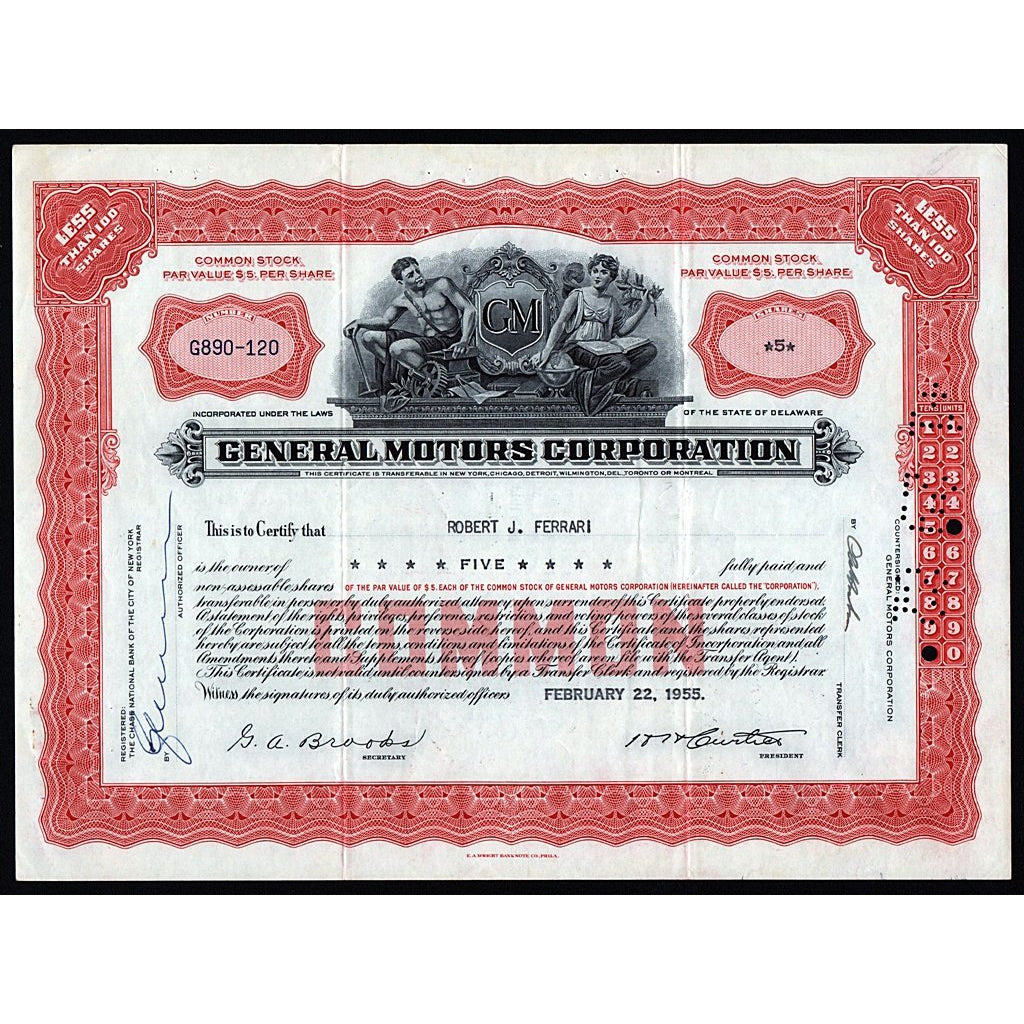 LESS
THAN 100
SHARES
LESS
THAN 100
SHARES
COMMON STOCK
PAR VALUE $5. PER SHARE
COMMON STOCK
PAR VALUE $5. PER SHARE
GM
NUMBER
G890-120
SHARES
*5*
INCORPORATED UNDER THE LAWS
OF THE STATE OF DELAWARE
GENERAL MOTORS CORPORATION
THIS CERTIFICATE IS TRANSFERABLE IN NEW YORK, CHICAGO, DETROIT, WILMINGTON, DEL., TORONTO OR MONTREAL
This is to Certify that ROBERT J. FERRARI
is the owner of * * * * FIVE * * * * * fully paid and
non-assessable shares OF THE PAR VALUE OF $5. EACH OF THE COMMON STOCK OF GENERAL MOTORS CORPORATION (HEREINAFTER CALLED THE "CORPORATION"),
transferable in person or by duly authorized attorney upon surrender of this Certificate properly endorsed.
A statement of the rights, privileges, preferences, restrictions and voting powers of the several classes of stock
of the Corporation is printed on the reverse side hereof, and this Certificate and the shares represented
hereby are subject to all the terms, conditions and limitations of the Certificate of Incorporation and all
Amendments thereto and Supplements thereof (copies whereof are on file with the Transfer Agent).
This Certificate is not valid until countersigned by a Transfer Clerk and registered by the Registrar.
COMMON
Witness the signatures of its duly authorized officers FEBRUARY 22, 1955.
G. A. Brooks
SECRETARY
H H Curtice
PRESIDENT
REGISTERED:
THE CHASE NATIONAL BANK OF THE CITY OF NEW YORK
REGISTRAR
BY
AUTHORIZED OFFICER
COUNTERSIGNED:
GENERAL MOTORS CORPORATION
BY
TRANSFER CLERK
TENS UNITS
1 1
2 2
3 3
4 4
5
6 6
7 7
8 8
9 9
0
E. A. WRIGHT BANK NOTE CO., PHILA.